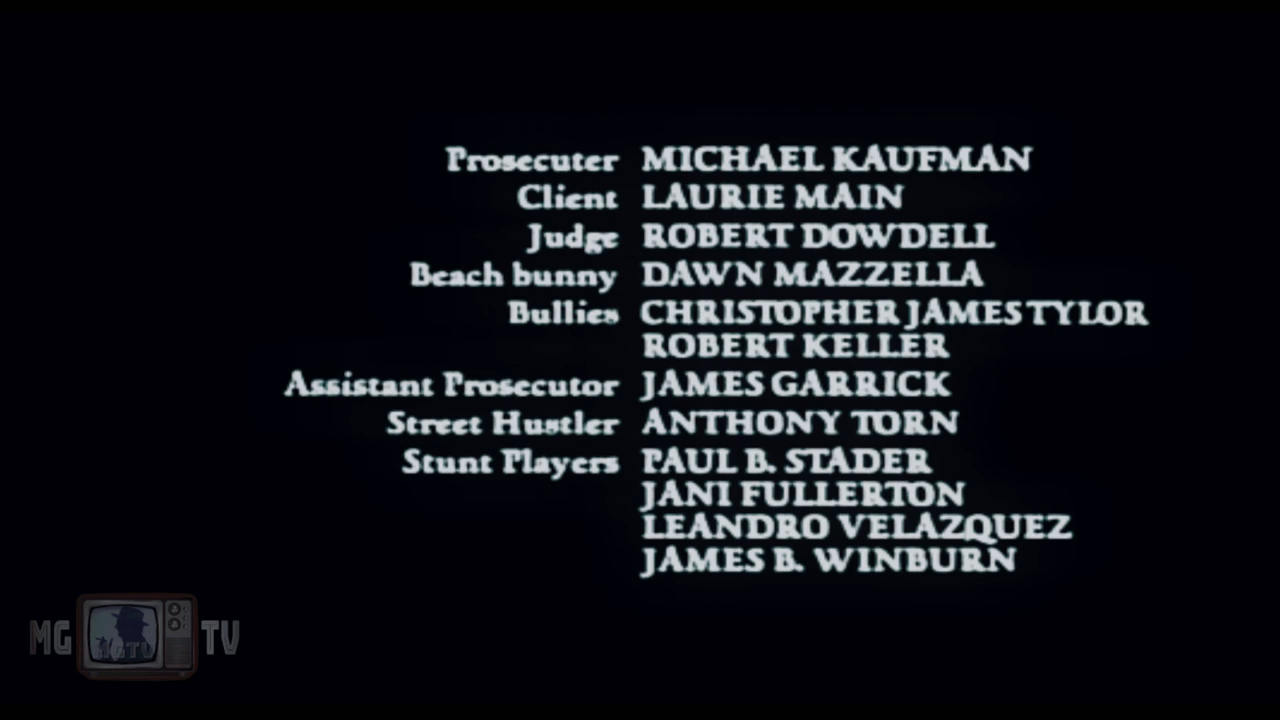 Prosecuter MICHAEL KAUFMAN
Client LAURIE MAIN
Judge ROBERT DOWDELL
Beach bunny DAWN MAZZELLA
Bullies CHRISTOPHER JAMES TYLOR
ROBERT KELLER
Assistant Prosecutor JAMES GARRICK
Street Hustler ANTHONY TORN
Stunt Players PAUL B. STADER
JANI FULLERTON
LEANDRO VELAZQUEZ
JAMES B. WINBURN
MG MGTV TV